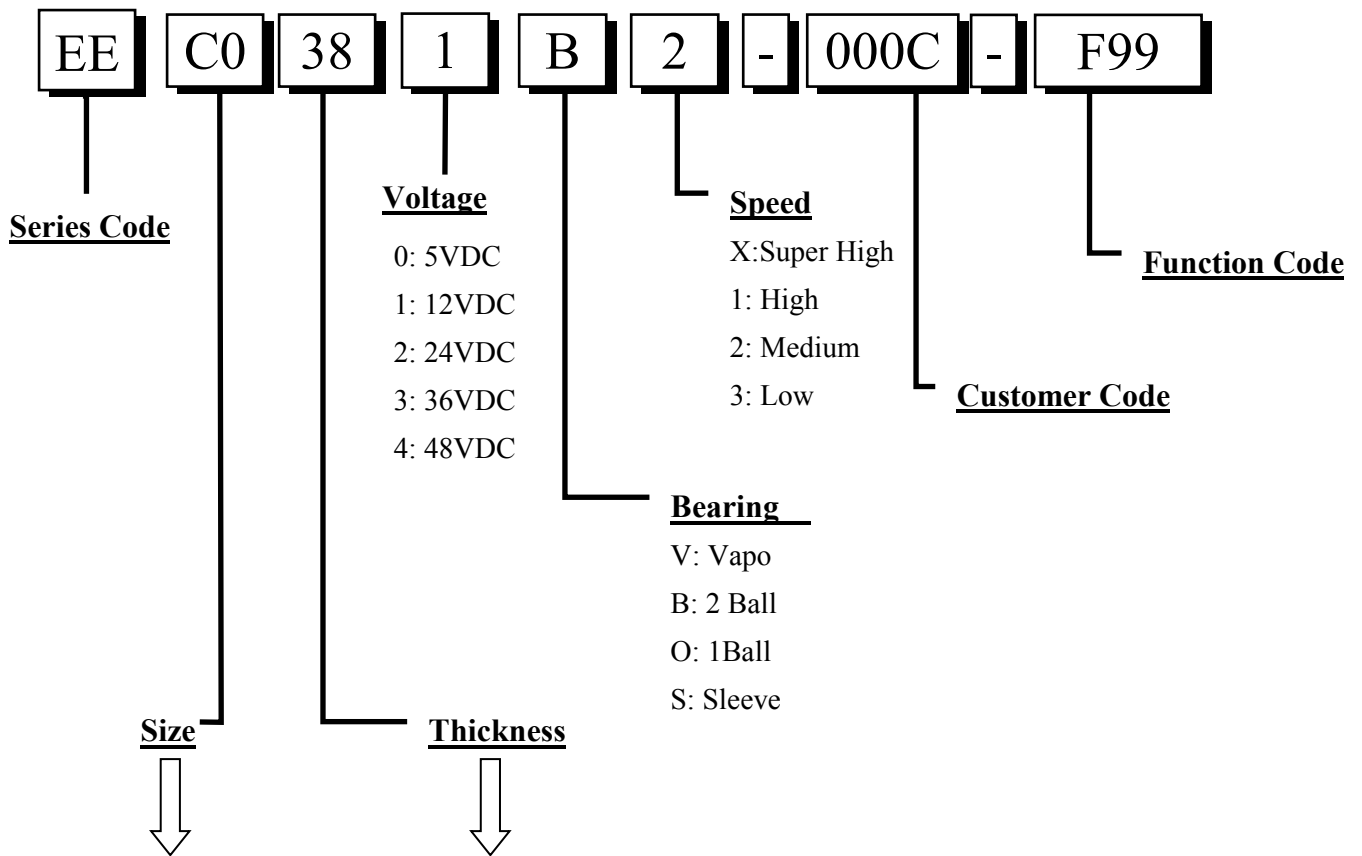 EE C0 38 1 B 2 - 000C - F99
Series Code
Voltage
0: 5VDC
1: 12VDC
2: 24VDC
3: 36VDC
4: 48VDC
Speed
X:Super High
1: High
2: Medium
3: Low
Function Code
Customer Code
Bearing
V: Vapo
B: 2 Ball
O: 1Ball
S: Sleeve
Size
Thickness